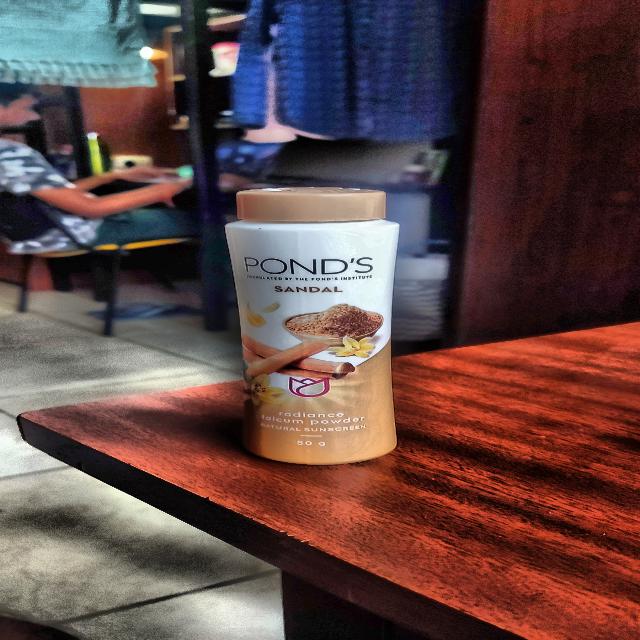 POND'S
FORMULATED BY THE POND'S INSTITUTE
SANDAL
radiance
talcum powder
NATURAL SUNSCREEN
50 g